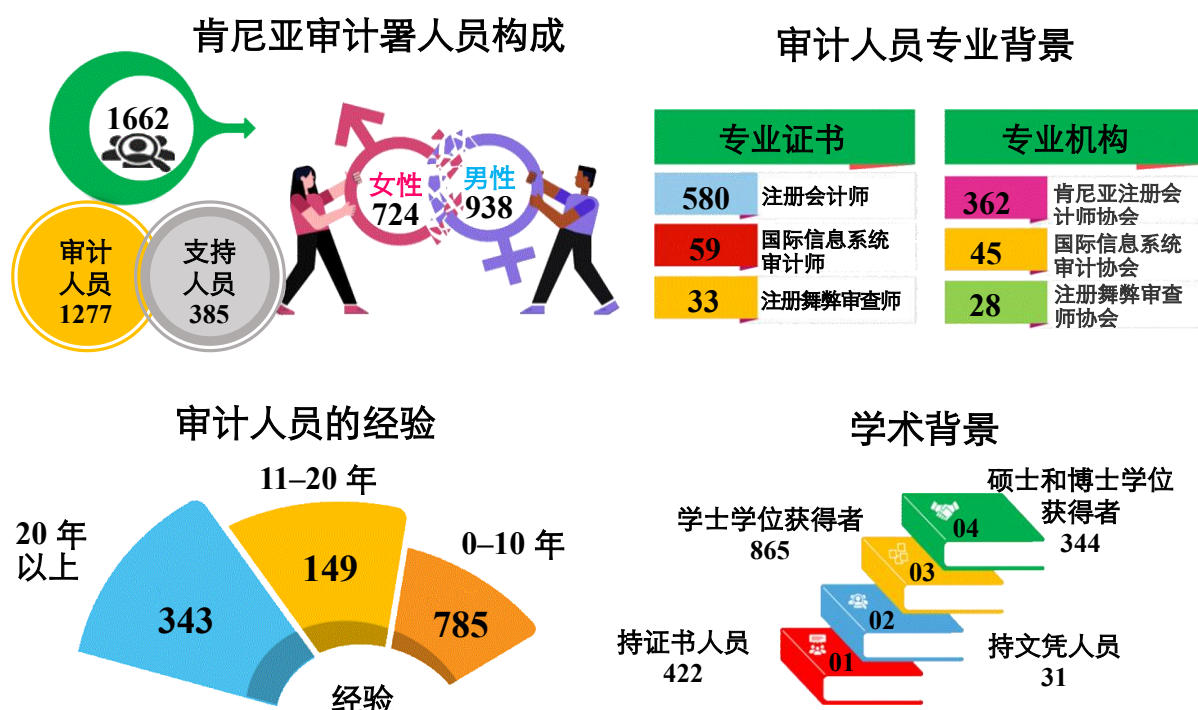 肯尼亚审计署人员构成
1662
审计
人员
1277
支持
人员
385
女性
724
男性
938
审计人员专业背景
专业证书
580
注册会计师
59
国际信息系统
审计师
33
注册舞弊审查师
专业机构
362
肯尼亚注册会
计师协会
45
国际信息系统
审计协会
28
注册舞弊审查
师协会
审计人员的经验
20 年
以上
343
11–20 年
149
0–10 年
785
经验
学术背景
硕士和博士学位
获得者
344
04
学士学位获得者
865
03
02
持证书人员
422
01
持文凭人员
31